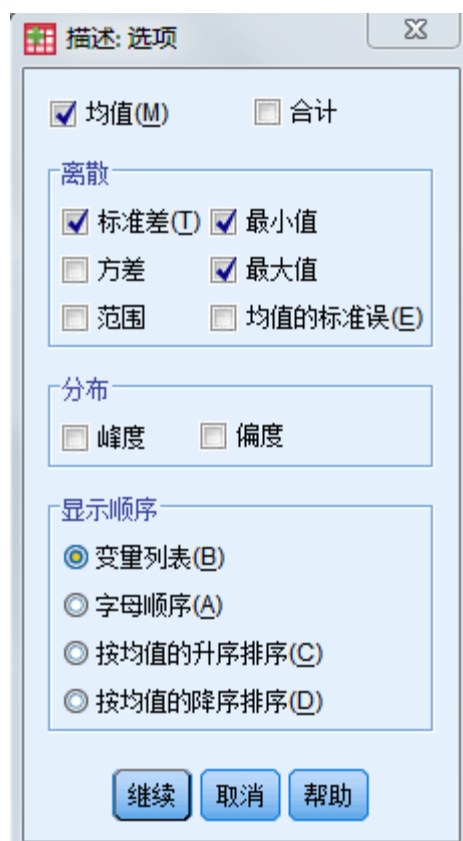 描述: 选项
均值(M) 合计
离散
标准差(T) 最小值
方差 最大值
范围 均值的标准误(E)
分布
峰度 偏度
显示顺序
变量列表(B)
字母顺序(A)
按均值的升序排序(C)
按均值的降序排序(D)
继续 取消 帮助